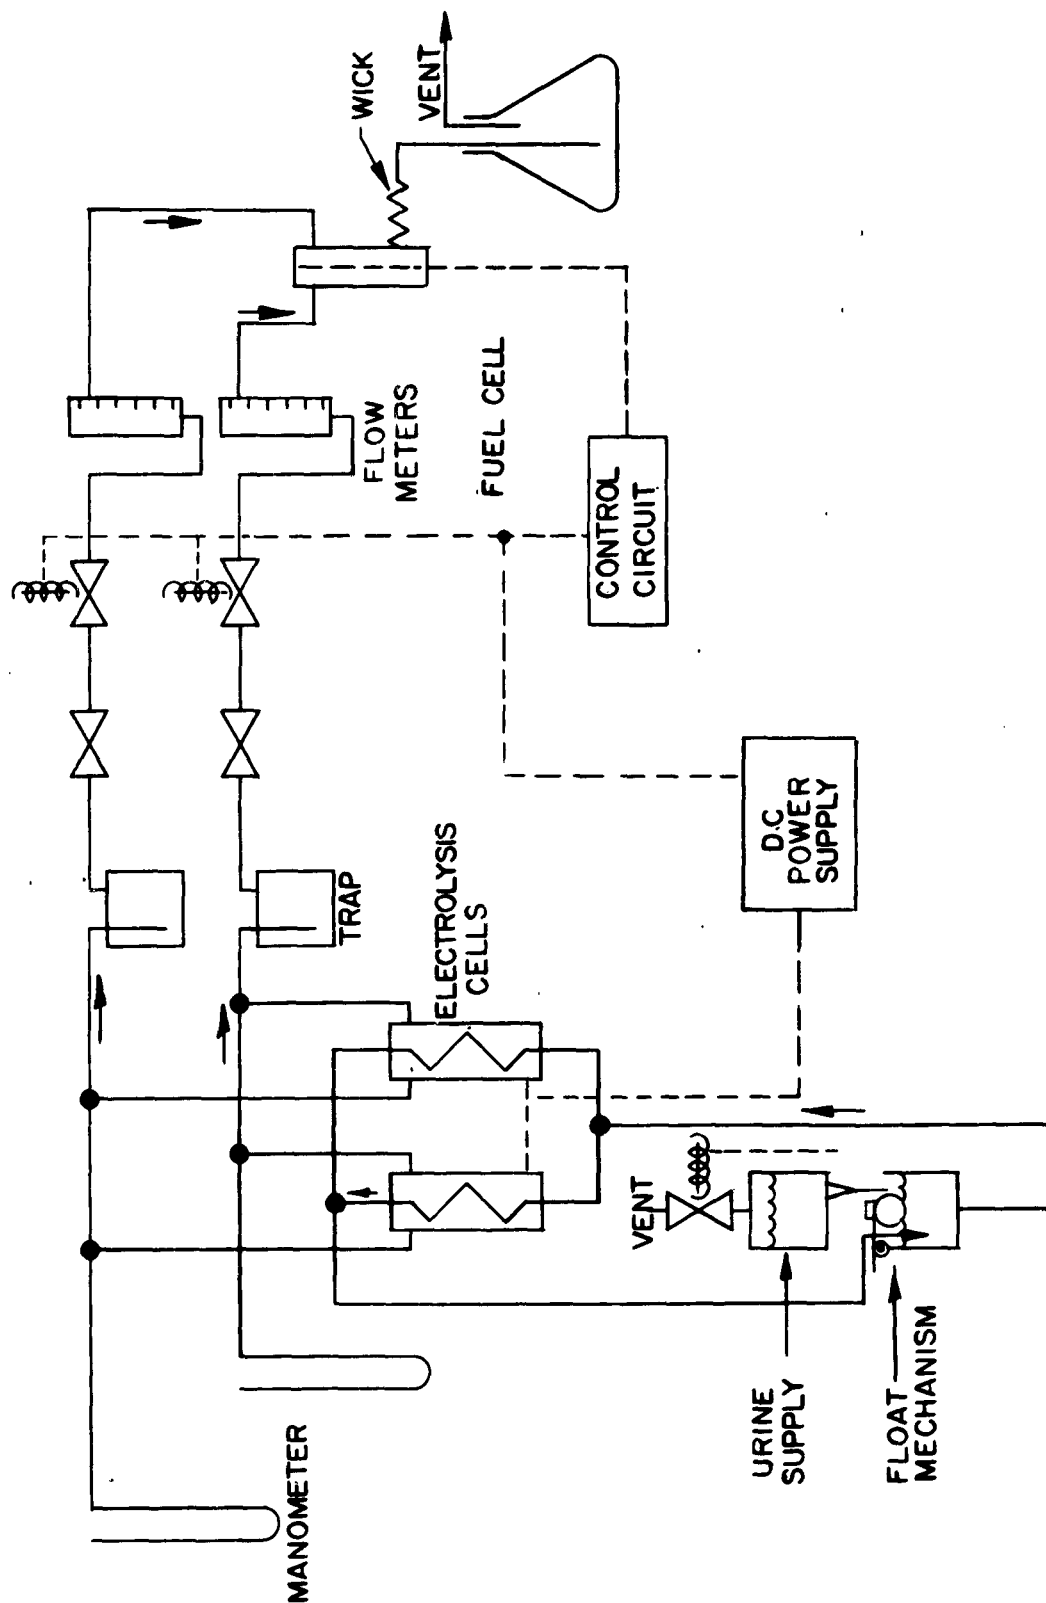 MANOMETER
TRAP
ELECTROLYSIS
CELLS
FLOW
METERS
FUEL CELL
WICK
VENT
CONTROL
CIRCUIT
D.C
POWER
SUPPLY
VENT
URINE
SUPPLY
FLOAT
MECHANISM